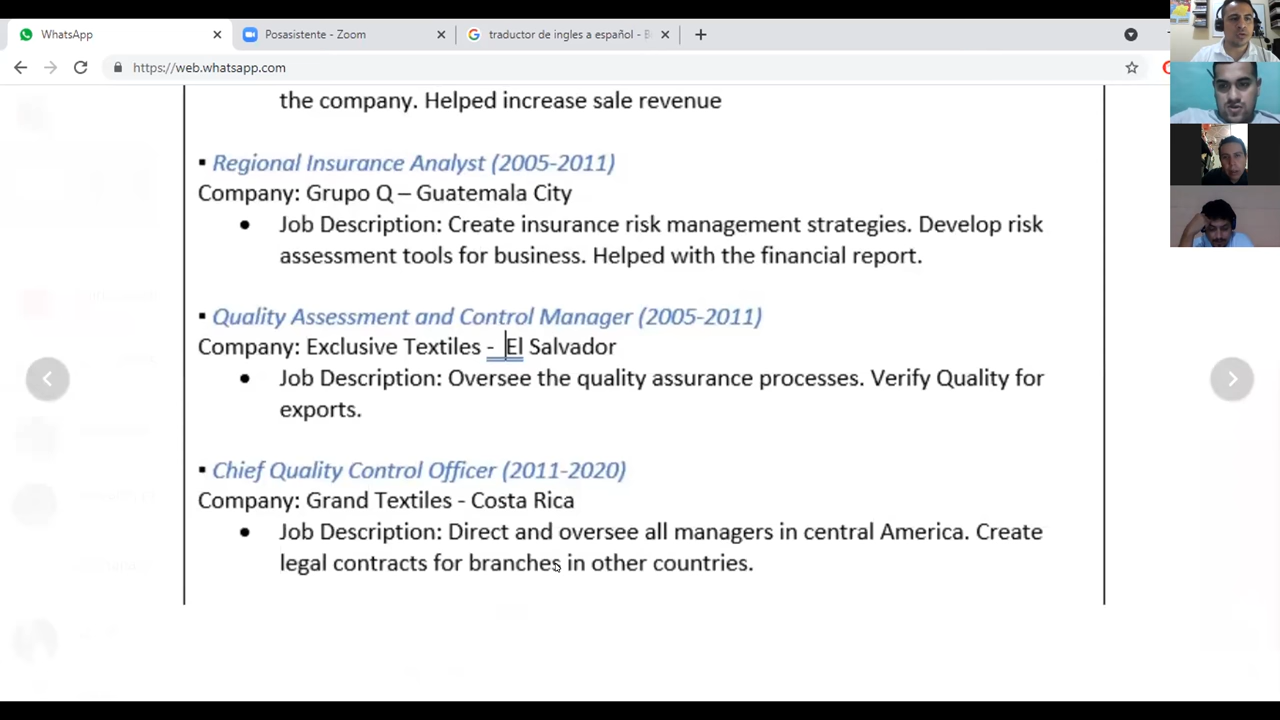 WhatsApp
Posasistente - Zoom
traductor de ingles a español - B
https://web.whatsapp.com
the company. Helped increase sale revenue
▪ Regional Insurance Analyst (2005-2011)
Company: Grupo Q – Guatemala City
● Job Description: Create insurance risk management strategies. Develop risk
assessment tools for business. Helped with the financial report.
▪ Quality Assessment and Control Manager (2005-2011)
Company: Exclusive Textiles - El Salvador
● Job Description: Oversee the quality assurance processes. Verify Quality for
exports.
▪ Chief Quality Control Officer (2011-2020)
Company: Grand Textiles - Costa Rica
● Job Description: Direct and oversee all managers in central America. Create
legal contracts for branches in other countries.